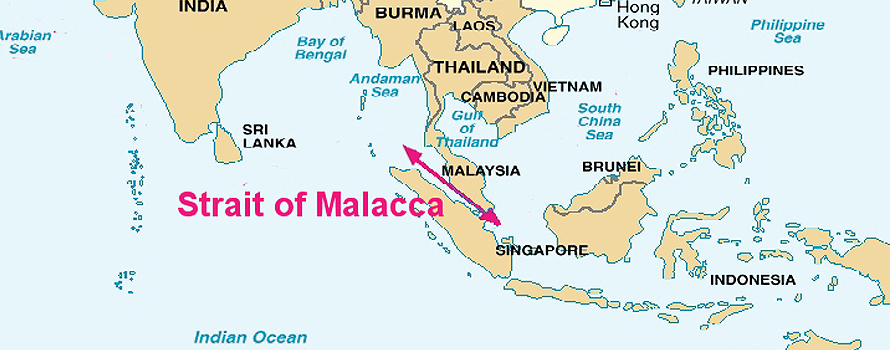 INDIA
BURMA
LAOS
Hong
Kong
TAIWAN
Philippine
Sea
Arabian
Sea
Bay of
Bengal
THAILAND
Andaman
Sea
VIETNAM
CAMBODIA
PHILIPPINES
South
China
Sea
Gulf
of
Thailand
SRI
LANKA
MALAYSIA
BRUNEI
Strait of Malacca
SINGAPORE
INDONESIA
Indian Ocean